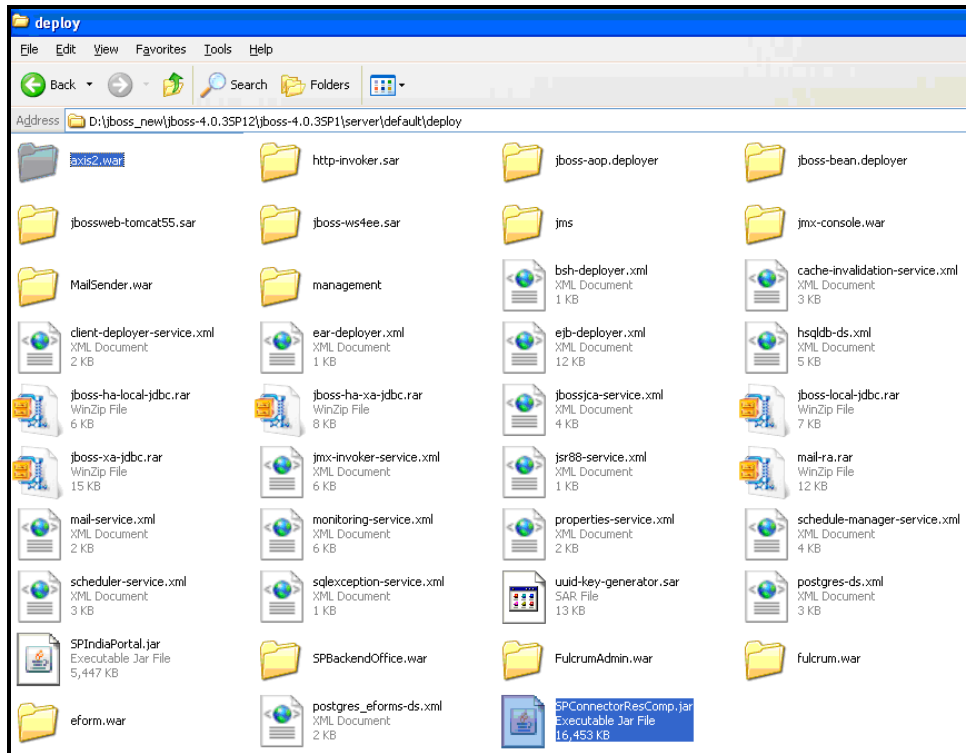 deploy
File Edit View Favorites Tools Help
Back Search Folders
Address D:\jboss_new\jboss-4.0.3SP12\jboss-4.0.3SP1\server\default\deploy
axis2.war
http-invoker.sar
jboss-aop.deployer
jboss-bean.deployer
jbossweb-tomcat55.sar
jboss-ws4ee.sar
jms
jmx-console.war
MailSender.war
management
bsh-deployer.xml
XML Document
1 KB
cache-invalidation-service.xml
XML Document
3 KB
client-deployer-service.xml
XML Document
2 KB
ear-deployer.xml
XML Document
1 KB
ejb-deployer.xml
XML Document
12 KB
hsqldb-ds.xml
XML Document
5 KB
jboss-ha-local-jdbc.rar
WinZip File
6 KB
jboss-ha-xa-jdbc.rar
WinZip File
8 KB
jbossjca-service.xml
XML Document
4 KB
jboss-local-jdbc.rar
WinZip File
7 KB
jboss-xa-jdbc.rar
WinZip File
15 KB
jmx-invoker-service.xml
XML Document
6 KB
jsr88-service.xml
XML Document
1 KB
mail-ra.rar
WinZip File
12 KB
mail-service.xml
XML Document
2 KB
monitoring-service.xml
XML Document
6 KB
properties-service.xml
XML Document
2 KB
schedule-manager-service.xml
XML Document
4 KB
scheduler-service.xml
XML Document
3 KB
sqlexception-service.xml
XML Document
1 KB
uuid-key-generator.sar
SAR File
13 KB
postgres-ds.xml
XML Document
3 KB
SPIndiaPortal.jar
Executable Jar File
5,447 KB
SPBackendOffice.war
FulcrumAdmin.war
fulcrum.war
eform.war
postgres_eforms-ds.xml
XML Document
2 KB
SPConnectorResComp.jar
Executable Jar File
16,453 KB